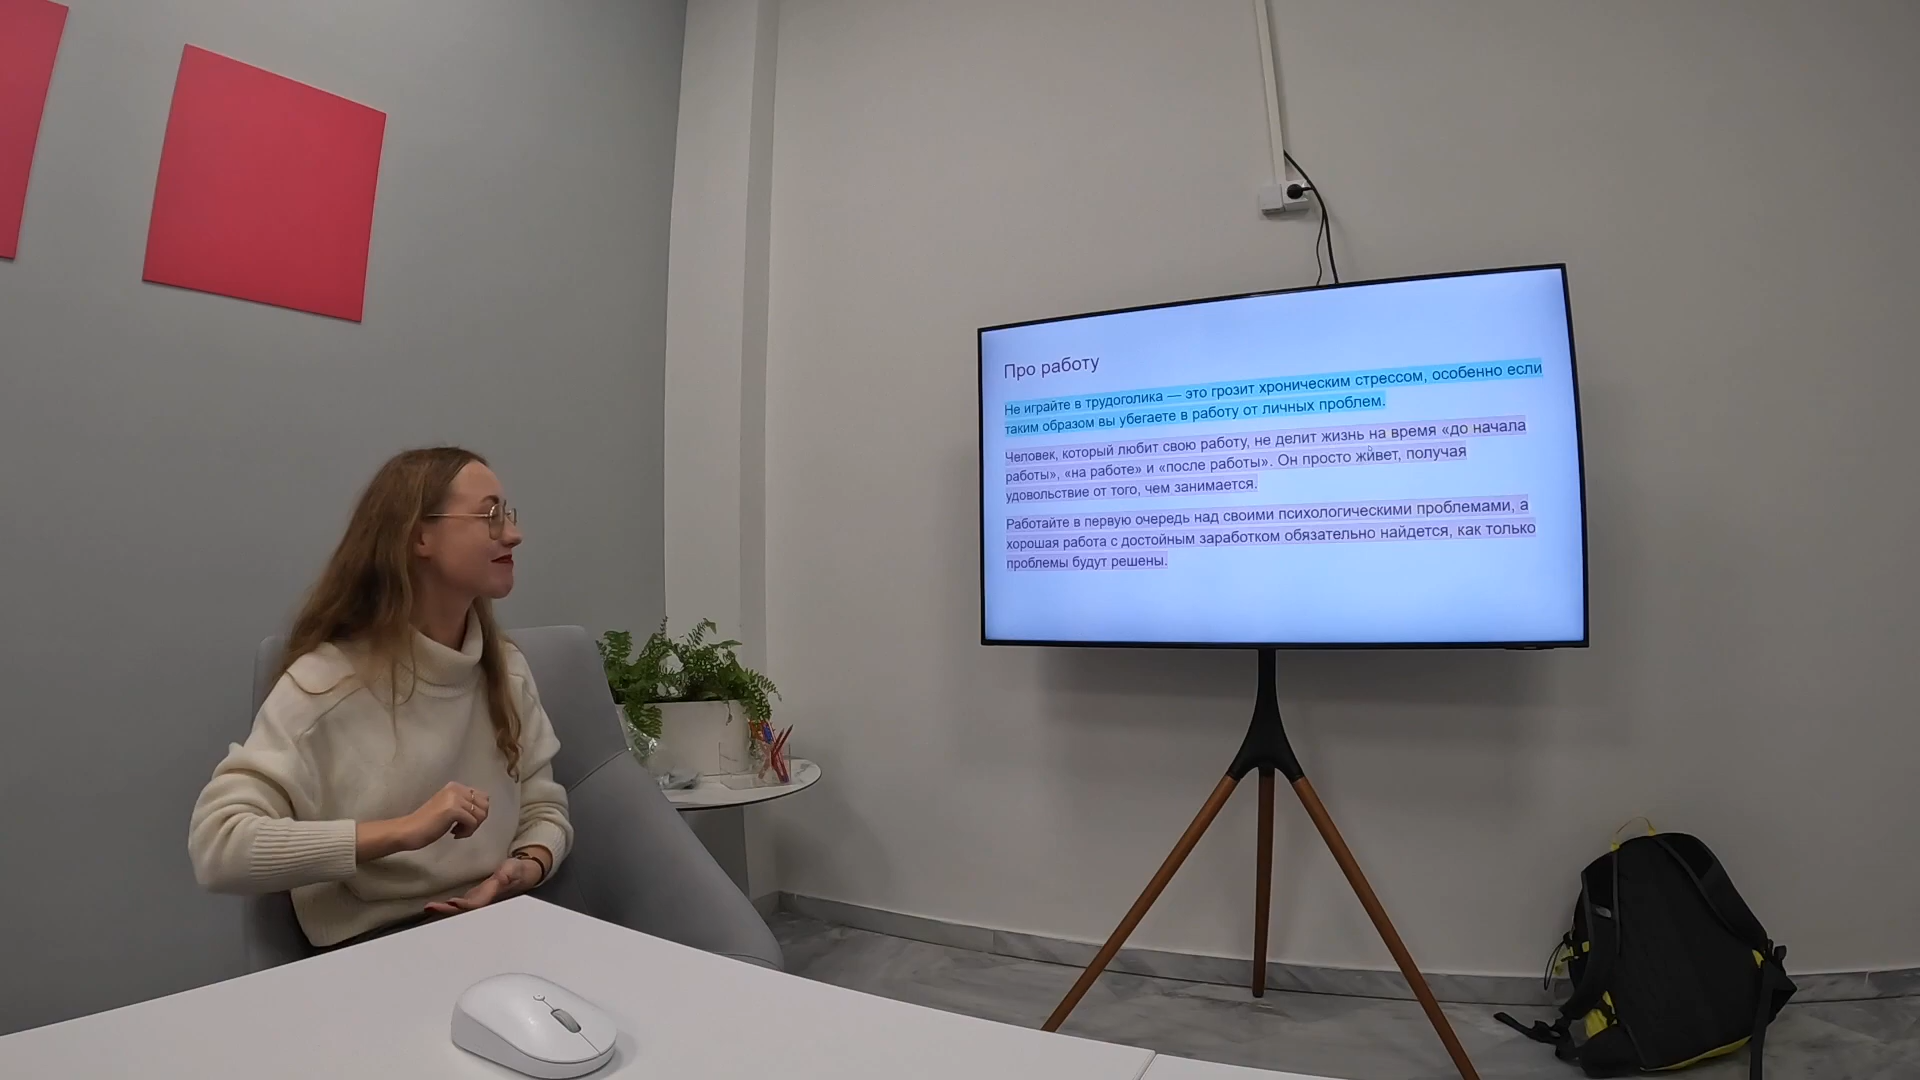 Про работу
Не играйте в трудоголика — это грозит хроническим стрессом, особенно если
таким образом вы убегаете в работу от личных проблем.
Человек, который любит свою работу, не делит жизнь на время «до начала
работы», «на работе» и «после работы». Он просто живет, получая
удовольствие от того, чем занимается.
Работайте в первую очередь над своими психологическими проблемами, а
хорошая работа с достойным заработком обязательно найдется, как только
проблемы будут решены.